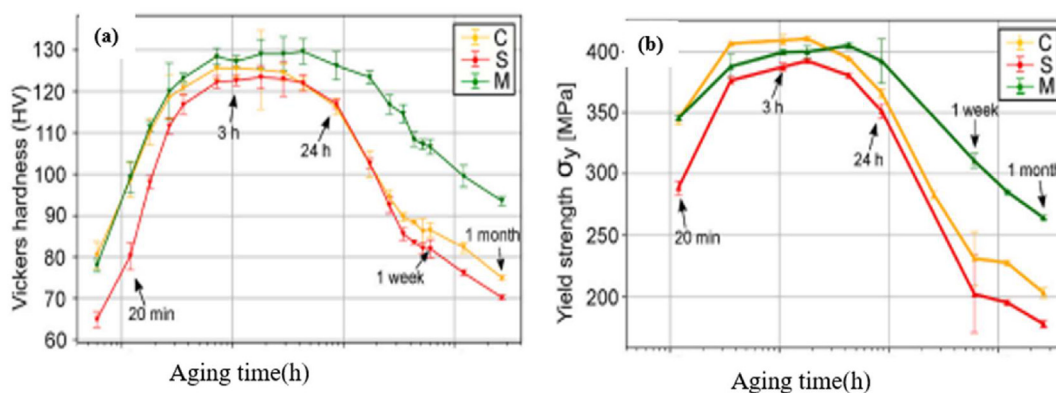 (a)
C
S
M
Vickers hardness (HV)
130
120
110
100
90
80
70
60
3 h
24 h
20 min
1 week
1 month
Aging time(h)
(b)
C
S
M
Yield strength σy [MPa]
400
350
300
250
200
3 h
24 h
20 min
1 week
1 month
Aging time(h)